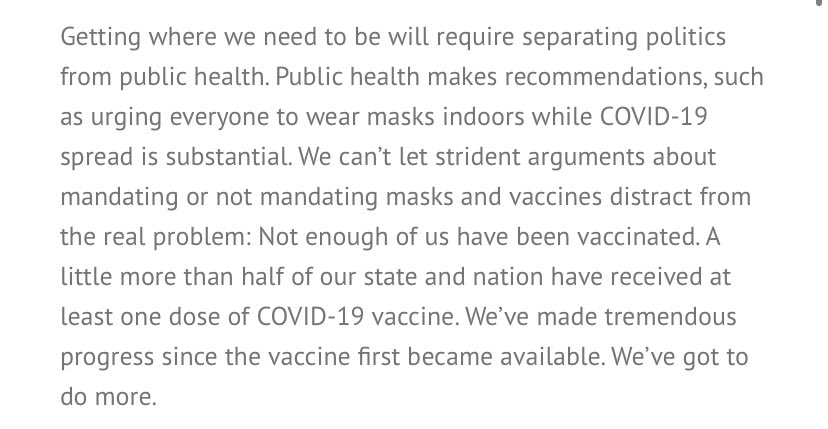 Getting where we need to be will require separating politics
from public health. Public health makes recommendations, such
as urging everyone to wear masks indoors while COVID-19
spread is substantial. We can’t let strident arguments about
mandating or not mandating masks and vaccines distract from
the real problem: Not enough of us have been vaccinated. A
little more than half of our state and nation have received at
least one dose of COVID-19 vaccine. We’ve made tremendous
progress since the vaccine first became available. We’ve got to
do more.